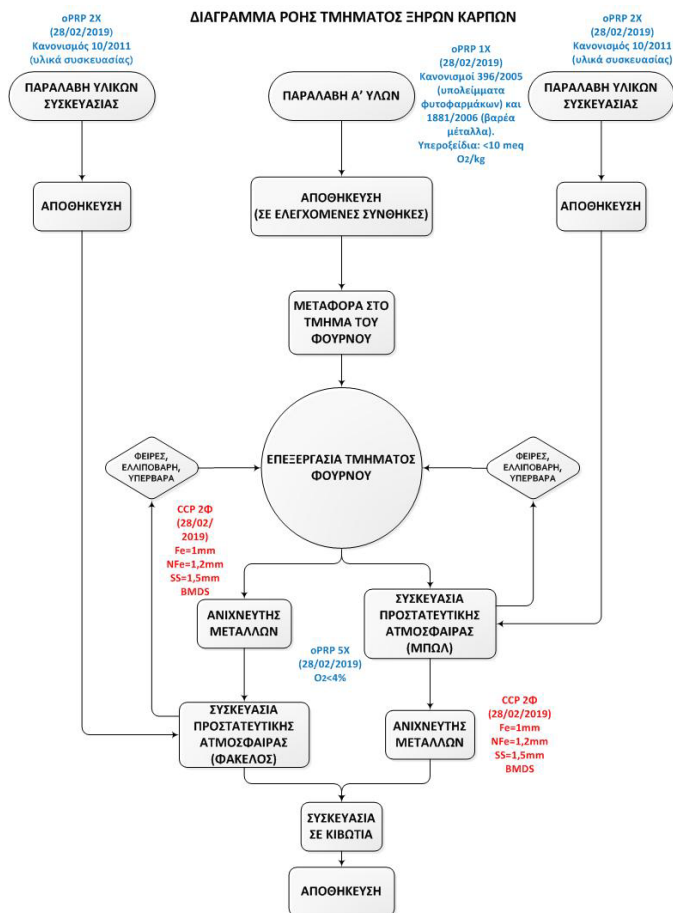 ΔΙΑΓΡΑΜΜΑ ΡΟΗΣ ΤΜΗΜΑΤΟΣ ΞΗΡΩΝ ΚΑΡΠΩΝ
oPRP 2X
(28/02/2019)
Κανονισμός 10/2011
(υλικά συσκευασίας)
ΠΑΡΑΛΑΒΗ ΥΛΙΚΩΝ
ΣΥΣΚΕΥΑΣΙΑΣ
ΑΠΟΘΗΚΕΥΣΗ
ΠΑΡΑΛΑΒΗ Α' ΥΛΩΝ
oPRP 1X
(28/02/2019)
Κανονισμοί 396/2005
(υπολείμματα
φυτοφαρμάκων) και
1881/2006 (βαρέα
μέταλλα).
Υπεροξείδια: <10 meq
O2/kg
oPRP 2X
(28/02/2019)
Κανονισμός 10/2011
(υλικά συσκευασίας)
ΠΑΡΑΛΑΒΗ ΥΛΙΚΩΝ
ΣΥΣΚΕΥΑΣΙΑΣ
ΑΠΟΘΗΚΕΥΣΗ
ΑΠΟΘΗΚΕΥΣΗ
(ΣΕ ΕΛΕΓΧΟΜΕΝΕΣ ΣΥΝΘΗΚΕΣ)
ΜΕΤΑΦΟΡΑ ΣΤΟ
ΤΜΗΜΑ ΤΟΥ
ΦΟΥΡΝΟΥ
ΕΠΕΞΕΡΓΑΣΙΑ ΤΜΗΜΑΤΟΣ
ΦΟΥΡΝΟΥ
ΦΕΙΡΕΣ,
ΕΛΛΙΠΟΒΑΡΗ,
ΥΠΕΡΒΑΡΑ
ΦΕΙΡΕΣ,
ΕΛΛΙΠΟΒΑΡΗ,
ΥΠΕΡΒΑΡΑ
CCP 2Φ
(28/02/
2019)
Fe=1mm
NFe=1,2mm
SS=1,5mm
BMDS
ΑΝΙΧΝΕΥΤΗΣ
ΜΕΤΑΛΛΩΝ
oPRP 5X
(28/02/2019)
O2<4%
ΣΥΣΚΕΥΑΣΙΑ
ΠΡΟΣΤΑΤΕΥΤΙΚΗΣ
ΑΤΜΟΣΦΑΙΡΑΣ
(ΜΠΩΛ)
ΣΥΣΚΕΥΑΣΙΑ
ΠΡΟΣΤΑΤΕΥΤΙΚΗΣ
ΑΤΜΟΣΦΑΙΡΑΣ
(ΦΑΚΕΛΟΣ)
ΑΝΙΧΝΕΥΤΗΣ
ΜΕΤΑΛΛΩΝ
CCP 2Φ
(28/02/2019)
Fe=1mm
NFe=1,2mm
SS=1,5mm
BMDS
ΣΥΣΚΕΥΑΣΙΑ
ΣΕ ΚΙΒΩΤΙΑ
ΑΠΟΘΗΚΕΥΣΗ